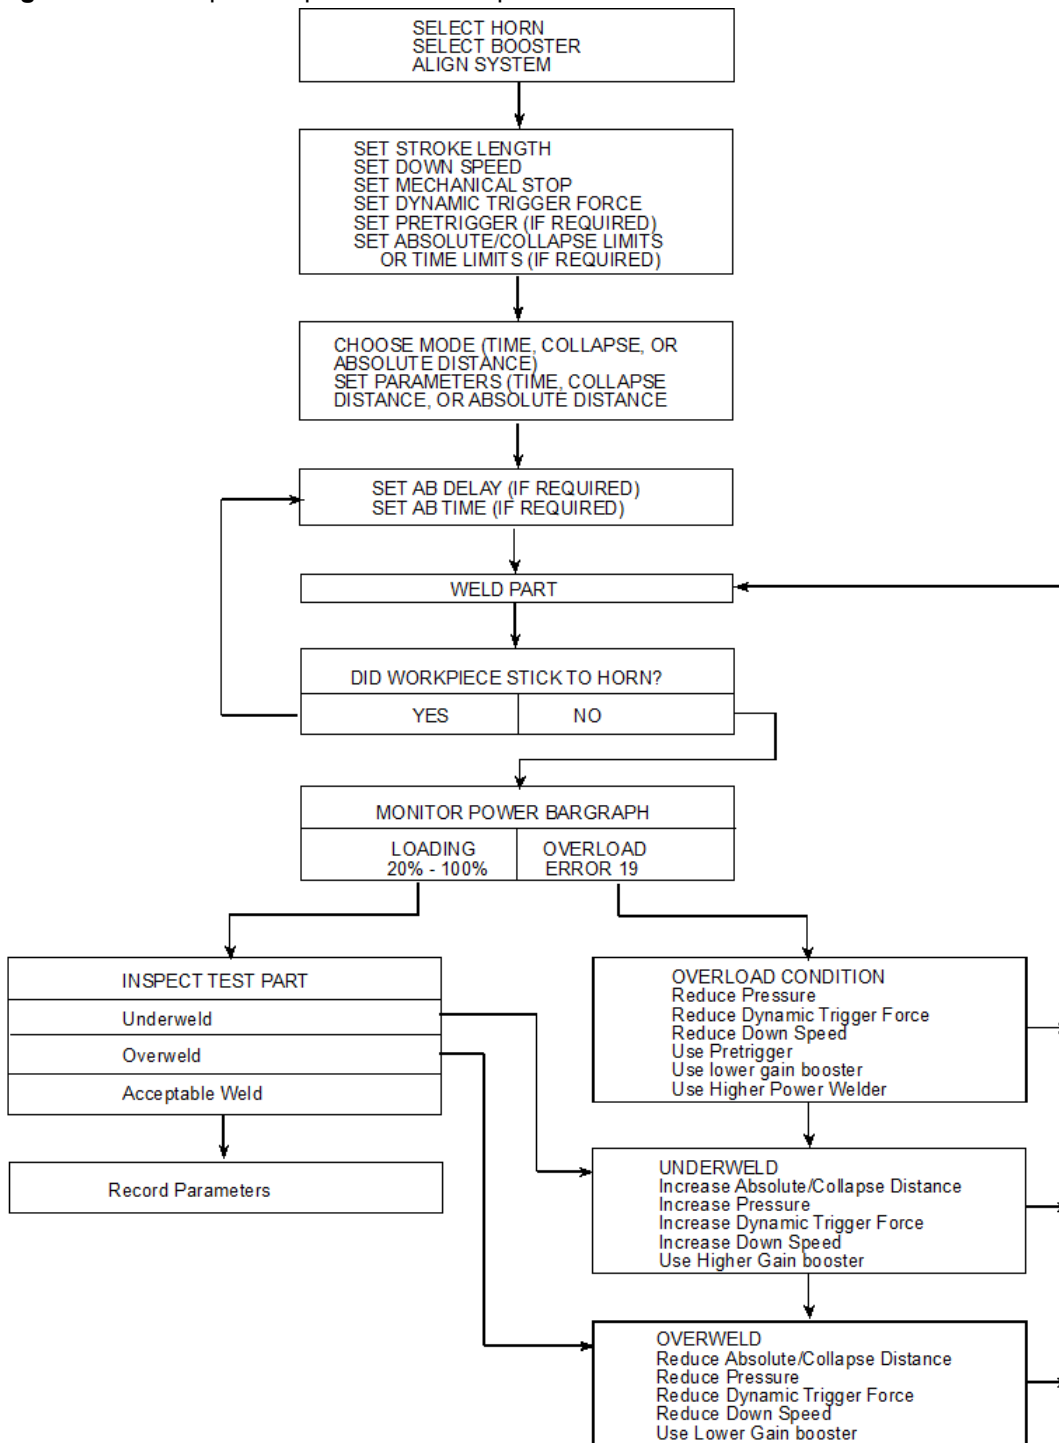 SELECT HORN
SELECT BOOSTER
ALIGN SYSTEM
SET STROKE LENGTH
SET DOWN SPEED
SET MECHANICAL STOP
SET DYNAMIC TRIGGER FORCE
SET PRETRIGGER (IF REQUIRED)
SET ABSOLUTE/COLLAPSE LIMITS
OR TIME LIMITS (IF REQUIRED)
CHOOSE MODE (TIME, COLLAPSE, OR
ABSOLUTE DISTANCE)
SET PARAMETERS (TIME, COLLAPSE
DISTANCE, OR ABSOLUTE DISTANCE
SET AB DELAY (IF REQUIRED)
SET AB TIME (IF REQUIRED)
WELD PART
DID WORKPIECE STICK TO HORN?
YES
NO
MONITOR POWER BARGRAPH
LOADING
20% - 100%
OVERLOAD
ERROR 19
INSPECT TEST PART
Underweld
Overweld
Acceptable Weld
Record Parameters
OVERLOAD CONDITION
Reduce Pressure
Reduce Dynamic Trigger Force
Reduce Down Speed
Use Pretrigger
Use lower gain booster
Use Higher Power Welder
UNDERWELD
Increase Absolute/Collapse Distance
Increase Pressure
Increase Dynamic Trigger Force
Increase Down Speed
Use Higher Gain booster
OVERWELD
Reduce Absolute/Collapse Distance
Reduce Pressure
Reduce Dynamic Trigger Force
Reduce Down Speed
Use Lower Gain booster